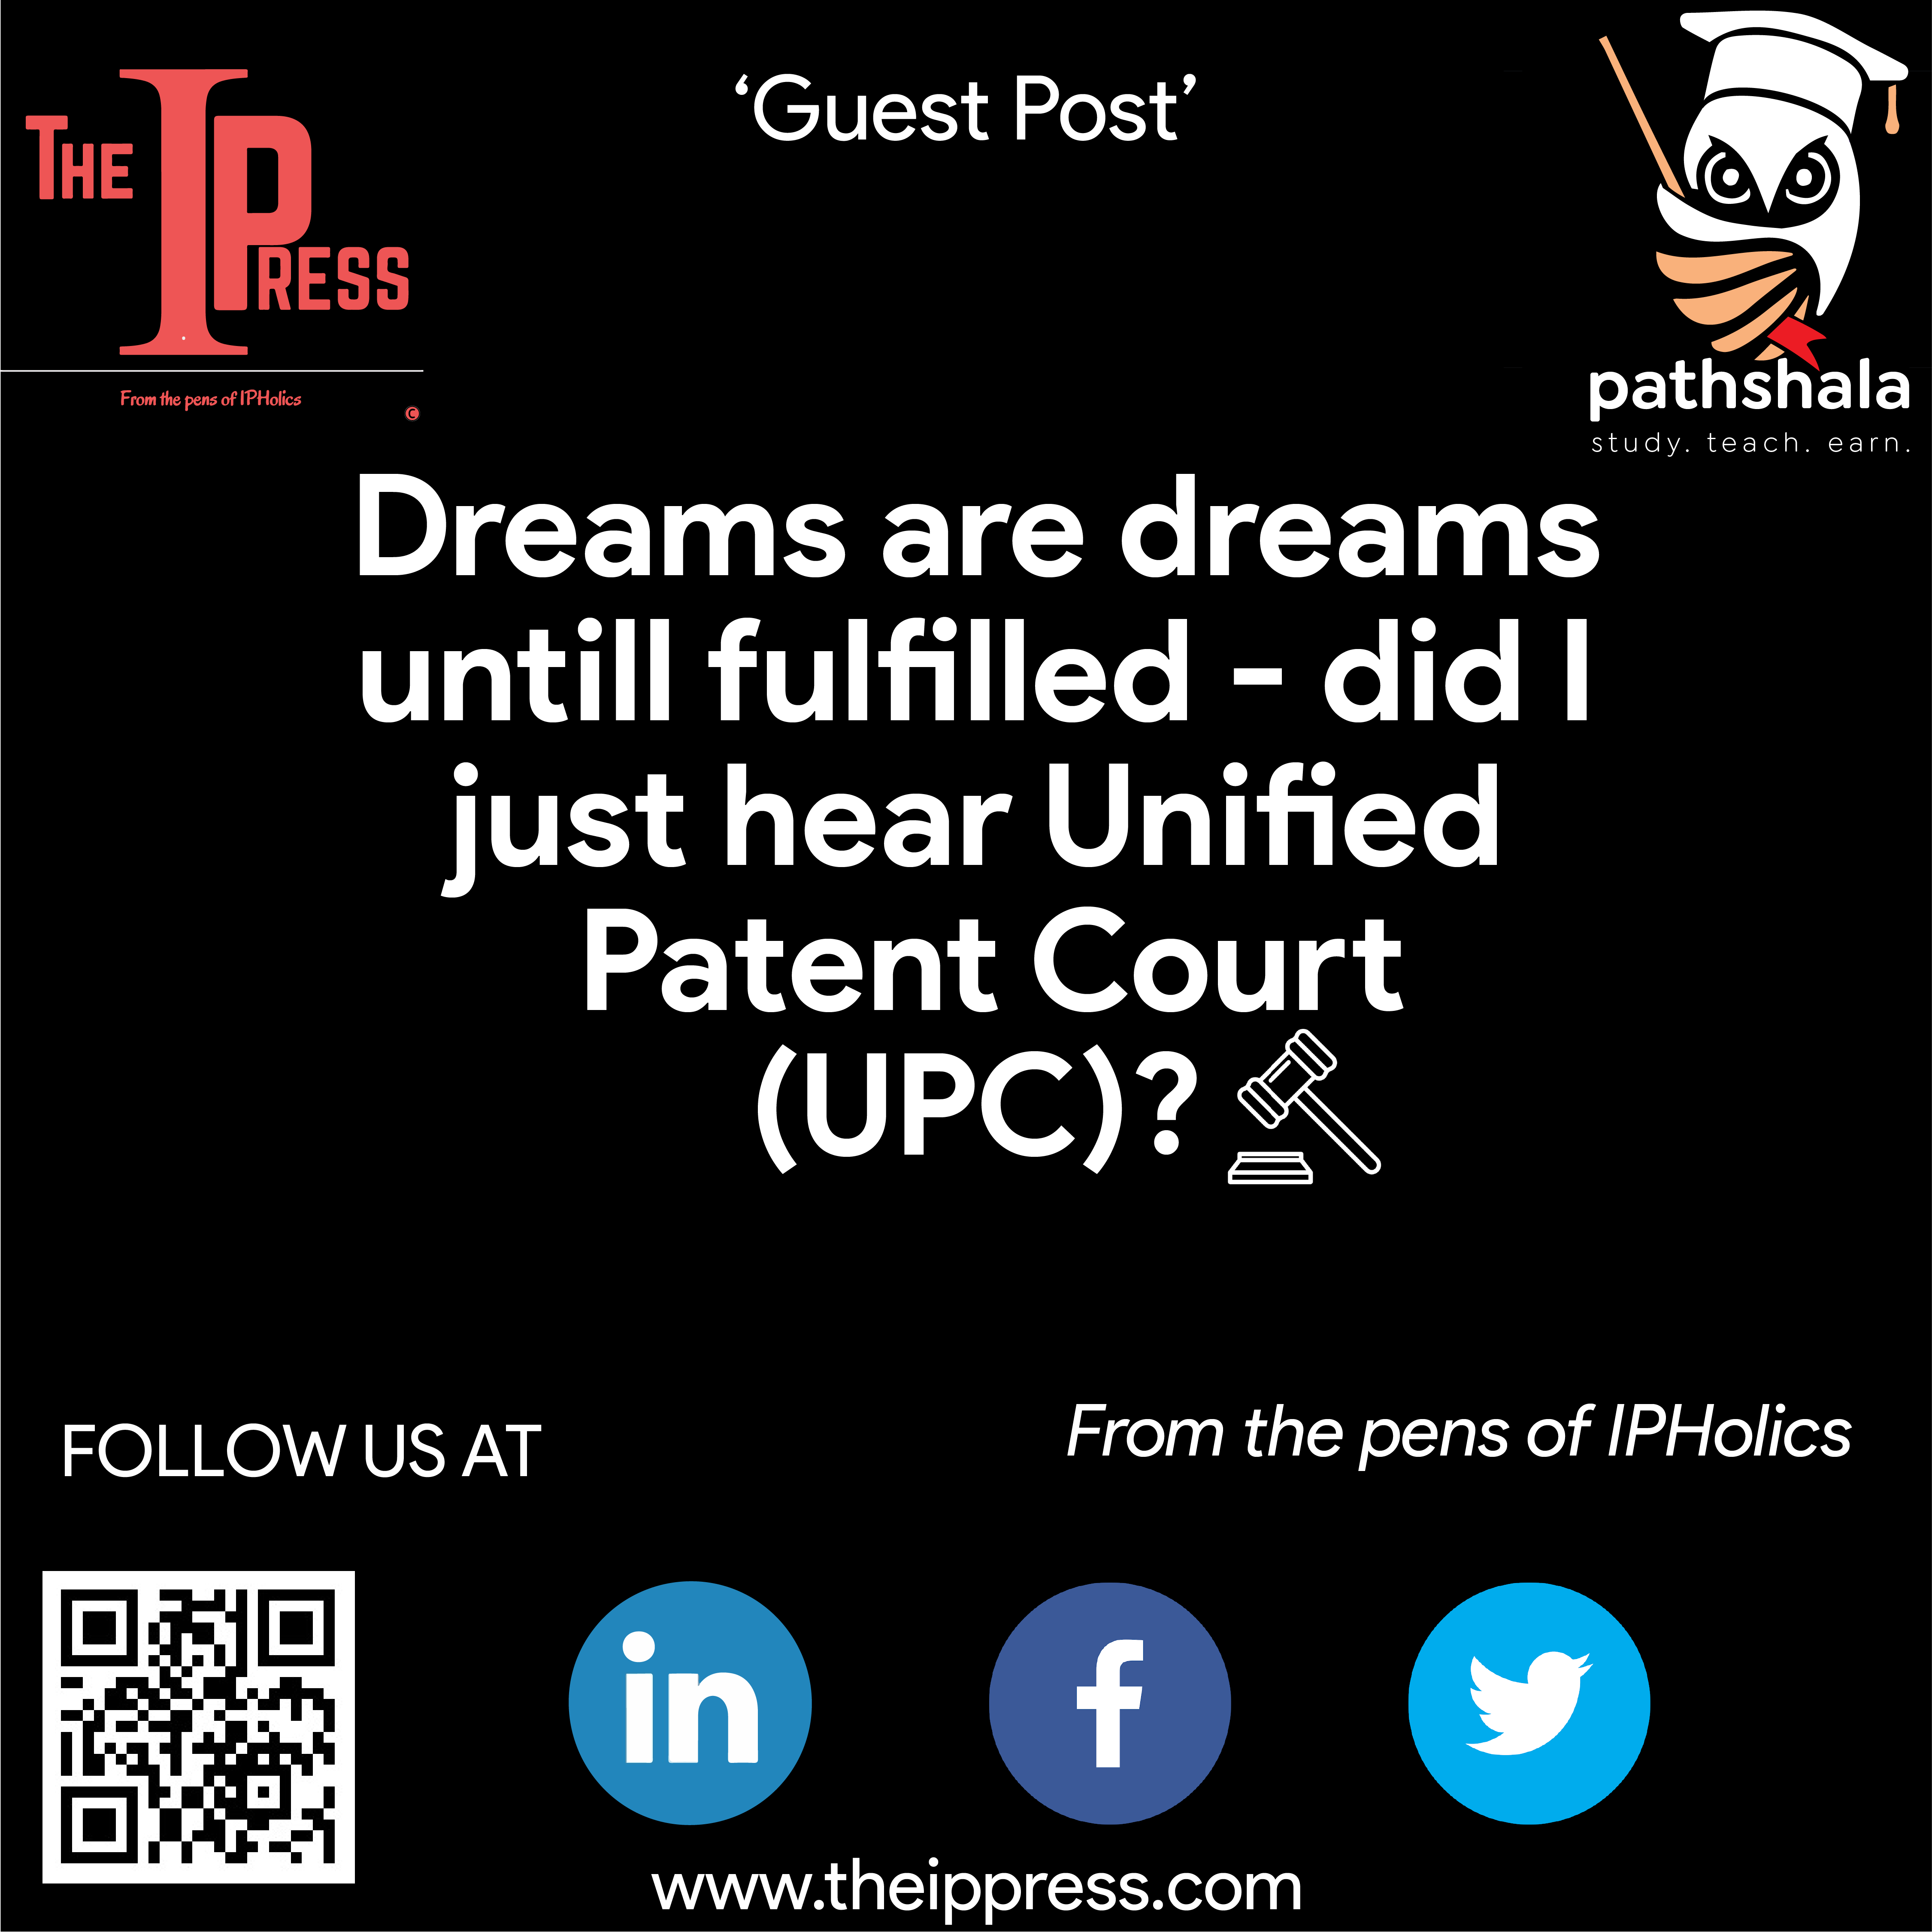 THE IP PRESS
From the pens of IPHolics
©
‘Guest Post’
pathshala
study. teach. earn.
Dreams are dreams
untill fulfilled - did I
just hear Unified
Patent Court
(UPC)?
FOLLOW US AT
From the pens of IPHolics
in
f
www.theippress.com